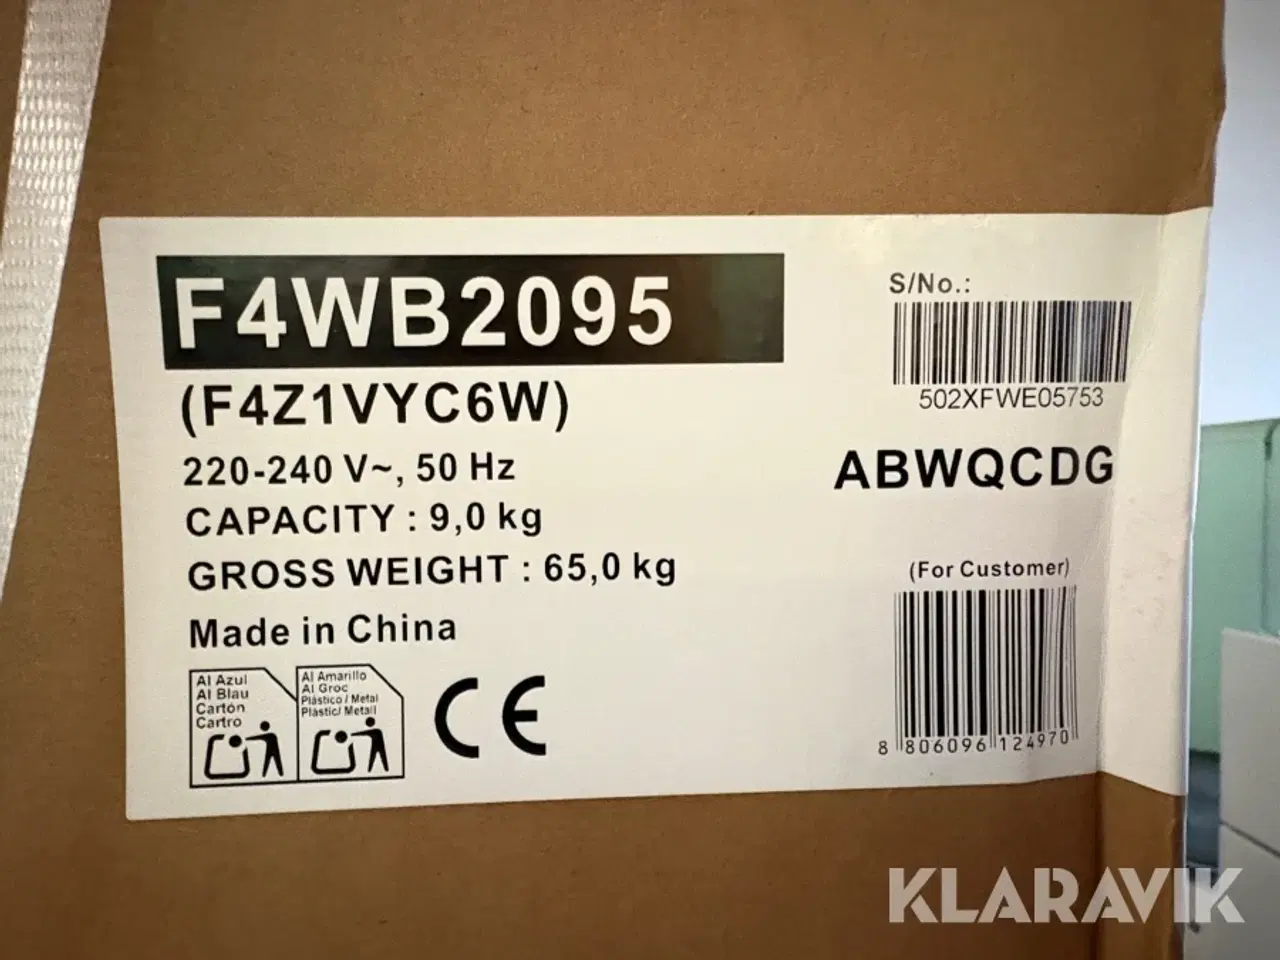 F4WB2095
(F4Z1VYC6W)
220-240 V~, 50 Hz
CAPACITY : 9,0 kg
GROSS WEIGHT : 65,0 kg
Made in China
Al Azul
Al Blau
Cartón
Cartro
Al Amarillo
Al Groc
Plástico / Metal
Plàstic/ Metall
CE
S/No.:
502XFWE05753
ABWQCDG
(For Customer)
8 806096 124970
KLARAVIK